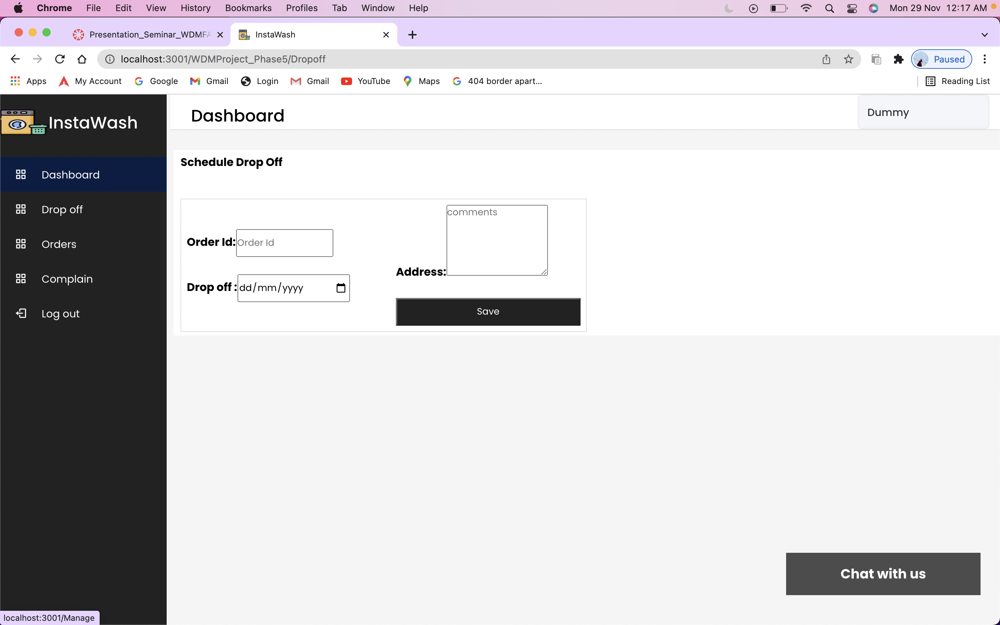 Chrome File Edit View History Bookmarks Profiles Tab Window Help Mon 29 Nov 12:17 AM
Presentation_Seminar_WDMFA InstaWash
localhost:3001/WDMProject_Phase5/Dropoff Paused
Apps My Account Google Gmail Login Gmail YouTube Maps 404 border apart... Reading List
InstaWash
Dashboard
Drop off
Orders
Complain
Log out
Dashboard
Dummy
Schedule Drop Off
Order Id: Order Id
Drop off : dd/mm/yyyy
comments
Address:
Save
Chat with us
localhost:3001/Manage